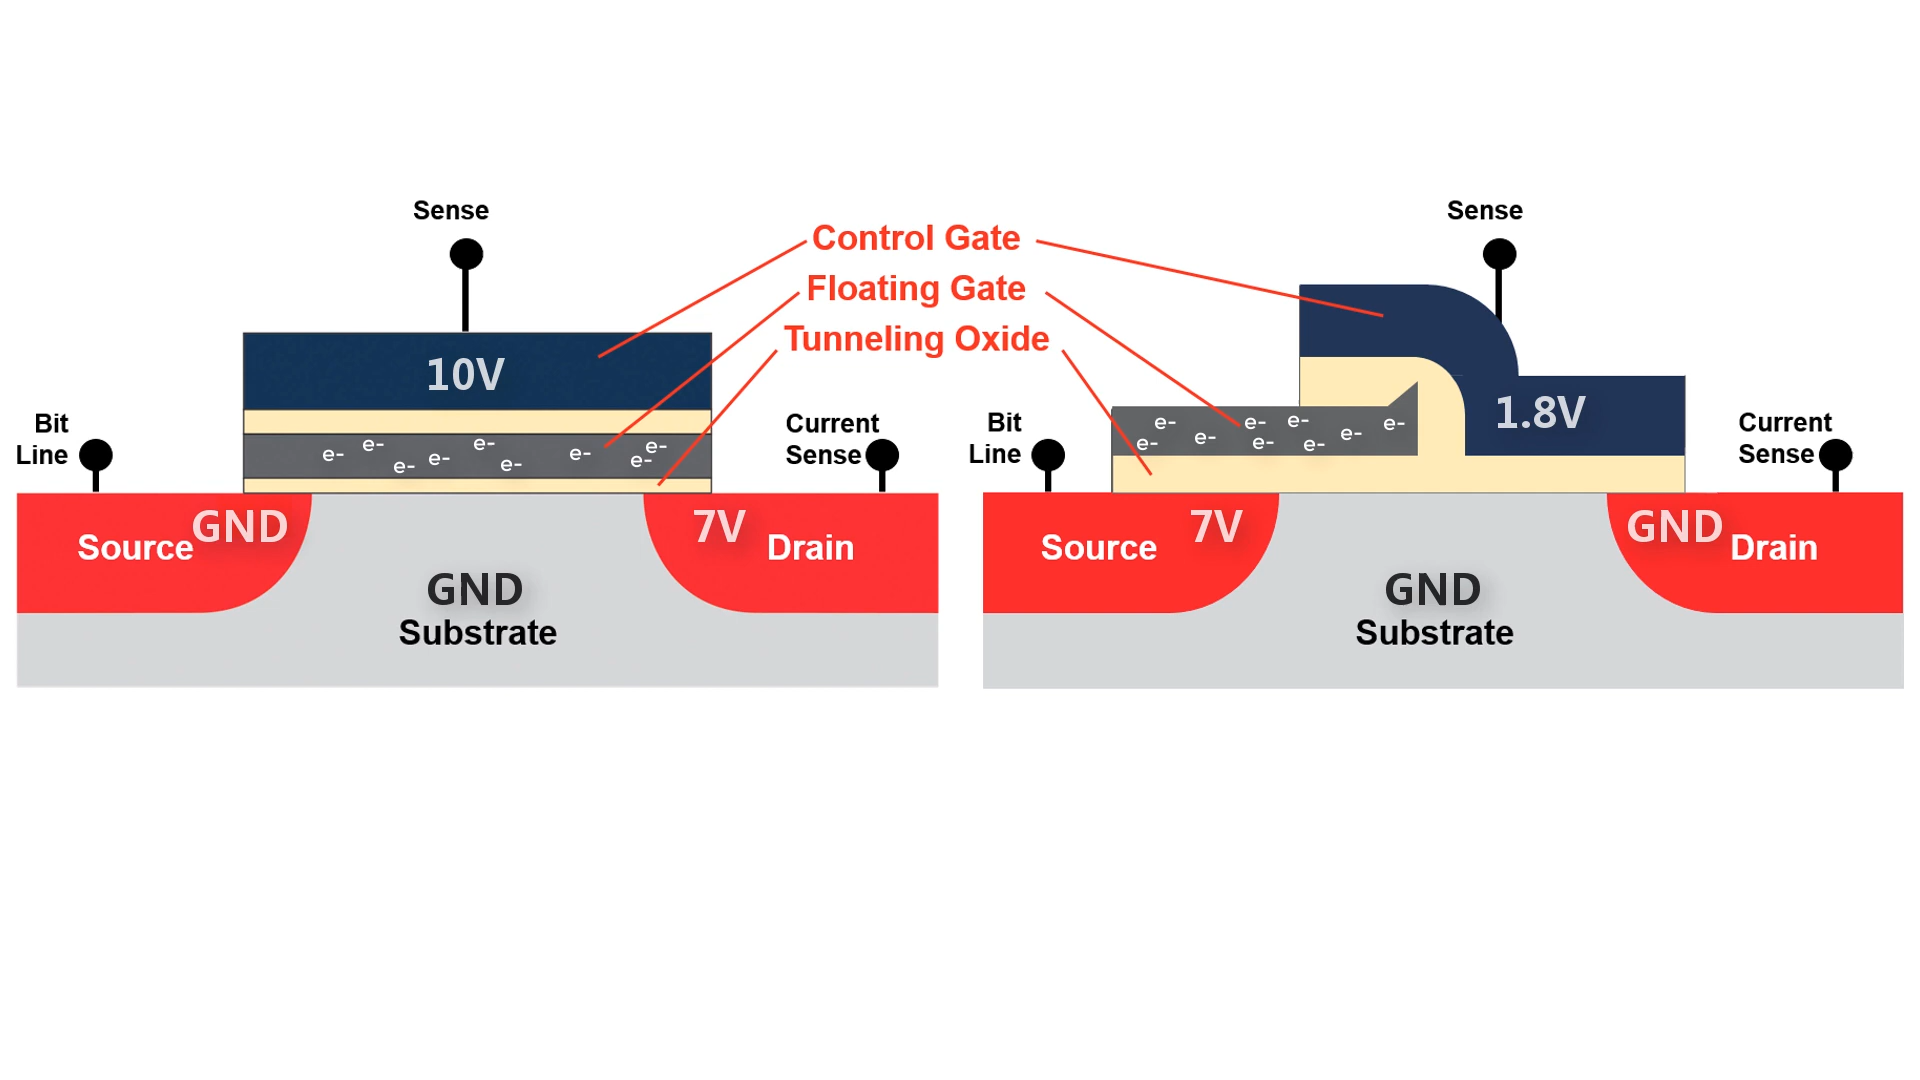 Sense
10V
Bit
Line
Current
Sense
e- e- e- e- e- e- e- e- e-
Source
GND
7V
Drain
GND
Substrate
Control Gate
Floating Gate
Tunneling Oxide
Sense
1.8V
Bit
Line
Current
Sense
e- e- e- e- e- e- e- e- e-
Source
7V
GND
Drain
GND
Substrate